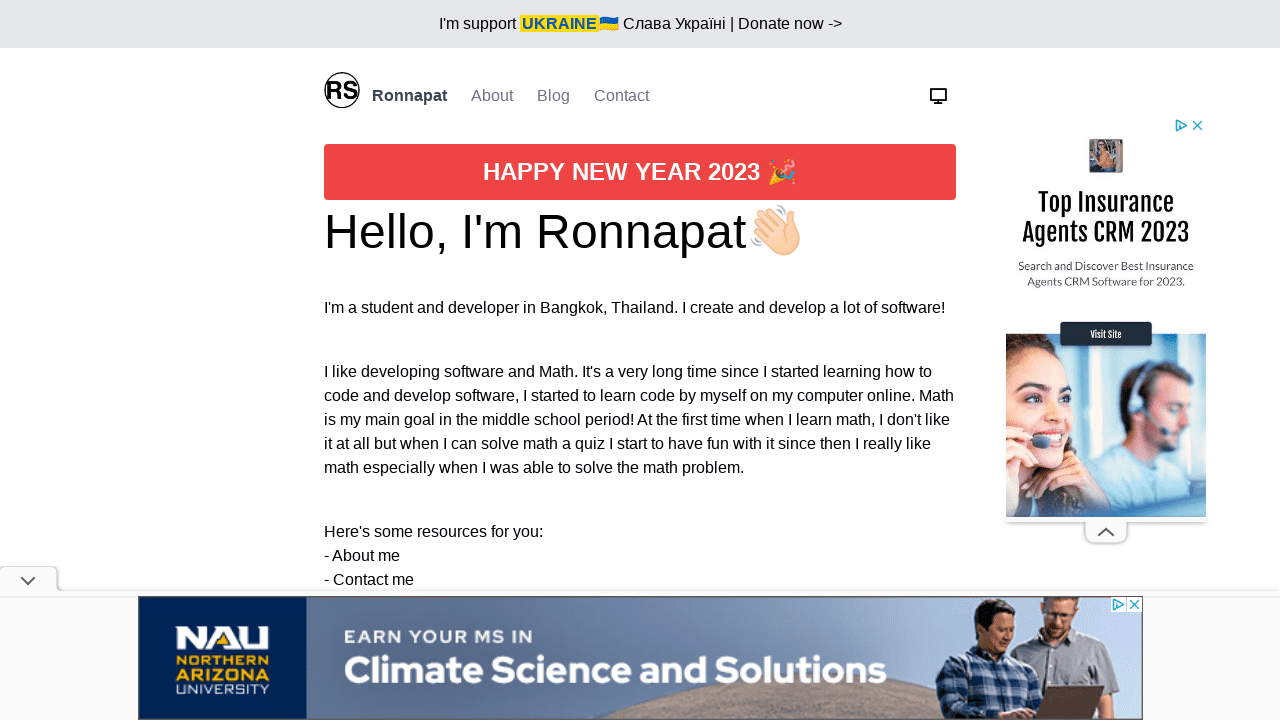 I'm support UKRAINE🇺🇦 Слава Україні | Donate now ->
RS Ronnapat About Blog Contact
HAPPY NEW YEAR 2023 🎉
Hello, I'm Ronnapat👋🏻
I'm a student and developer in Bangkok, Thailand. I create and develop a lot of software!
I like developing software and Math. It's a very long time since I started learning how to
code and develop software, I started to learn code by myself on my computer online. Math
is my main goal in the middle school period! At the first time when I learn math, I don't like
it at all but when I can solve math a quiz I start to have fun with it since then I really like
math especially when I was able to solve the math problem.
Here's some resources for you:
- About me
- Contact me
Top Insurance
Agents CRM 2023
Search and Discover Best Insurance
Agents CRM Software for 2023.
Visit Site
NAU
NORTHERN
ARIZONA
UNIVERSITY
EARN YOUR MS IN
Climate Science and Solutions